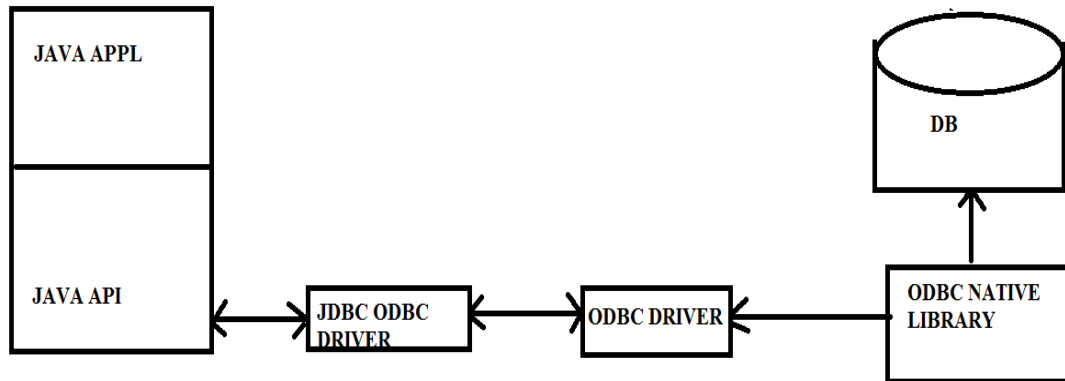 JAVA APPL
DB
JAVA API
JDBC ODBC
DRIVER
ODBC DRIVER
ODBC NATIVE
LIBRARY